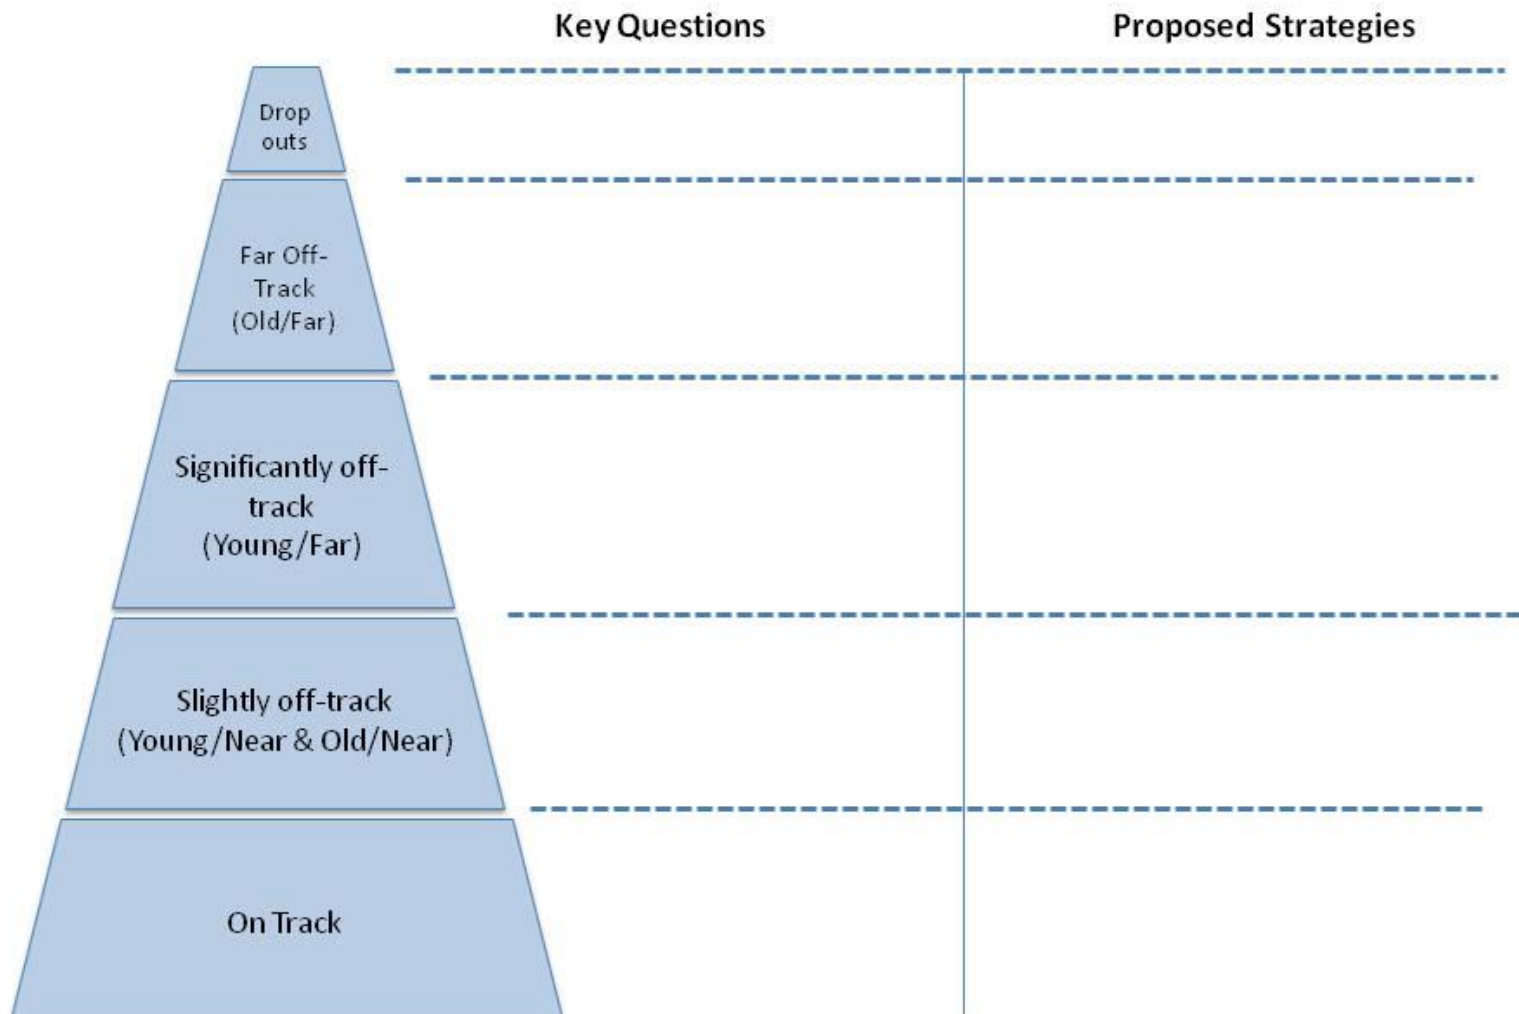 Key Questions
Proposed Strategies
Drop
outs
Far Off-
Track
(Old/Far)
Significantly off-
track
(Young/Far)
Slightly off-track
(Young/Near & Old/Near)
On Track